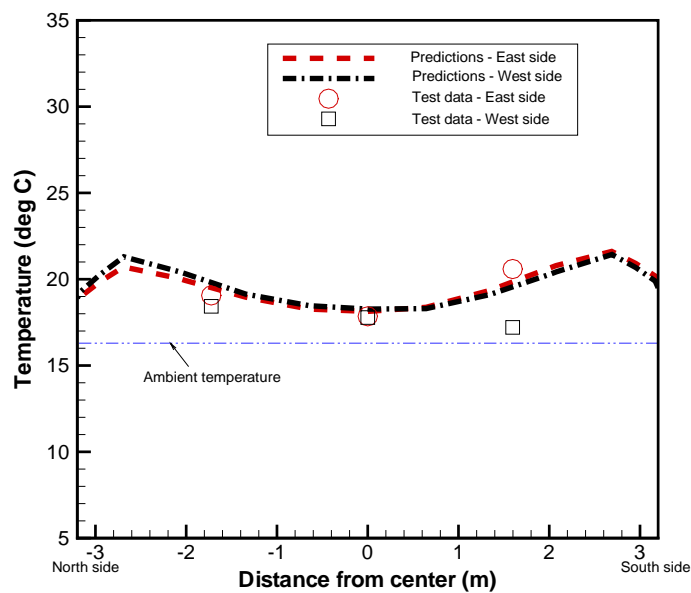 Predictions - East side
Predictions - West side
Test data - East side
Test data - West side
Temperature (deg C)
35
30
25
20
15
10
5
Ambient temperature
-3 -2 -1 0 1 2 3
North side South side
Distance from center (m)